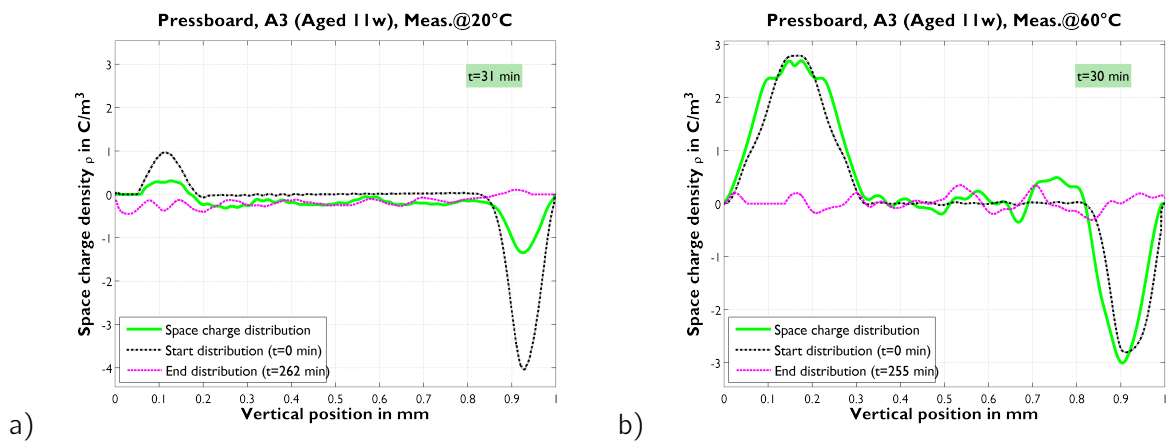 Pressboard, A3 (Aged 11w), Meas.@20°C
Space charge density ρ in C/m³
3
2
1
0
-1
-2
-3
-4
t=31 min
Space charge distribution
Start distribution (t=0 min)
End distribution (t=262 min)
0 0.1 0.2 0.3 0.4 0.5 0.6 0.7 0.8 0.9 1
Vertical position in mm
a)
Pressboard, A3 (Aged 11w), Meas.@60°C
Space charge density ρ in C/m³
3
2
1
0
-1
-2
-3
t=30 min
Space charge distribution
Start distribution (t=0 min)
End distribution (t=255 min)
0 0.1 0.2 0.3 0.4 0.5 0.6 0.7 0.8 0.9 1
Vertical position in mm
b)